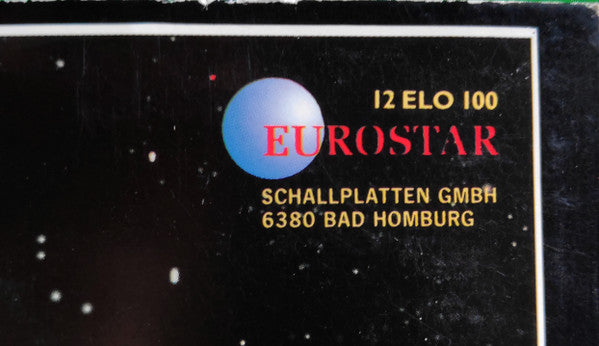 12 ELO 100
EUROSTAR
SCHALLPLATTEN GMBH
6380 BAD HOMBURG